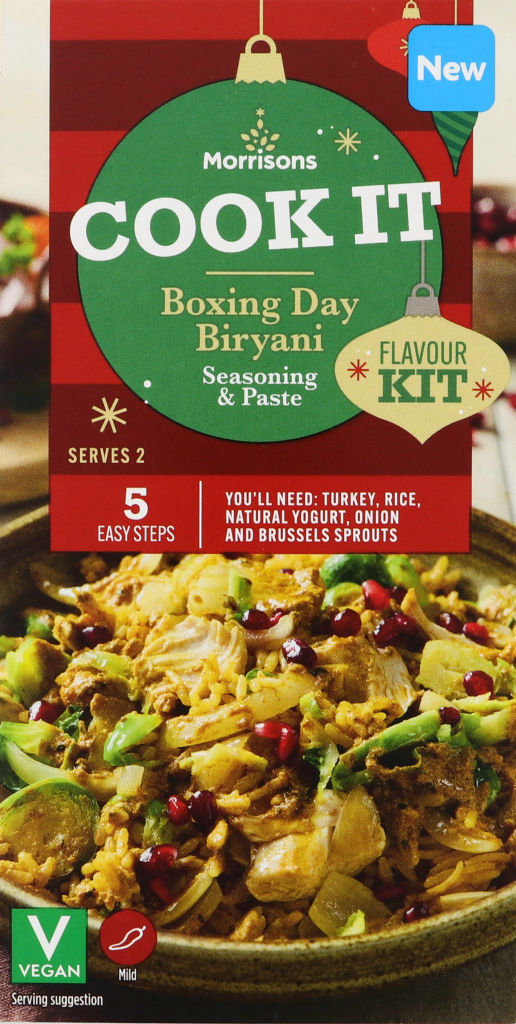 New
Morrisons
COOK IT
Boxing Day
Biryani
Seasoning
& Paste
FLAVOUR
KIT
SERVES 2
5
EASY STEPS
YOU'LL NEED: TURKEY, RICE,
NATURAL YOGURT, ONION
AND BRUSSELS SPROUTS
V
VEGAN
Mild
Serving suggestion